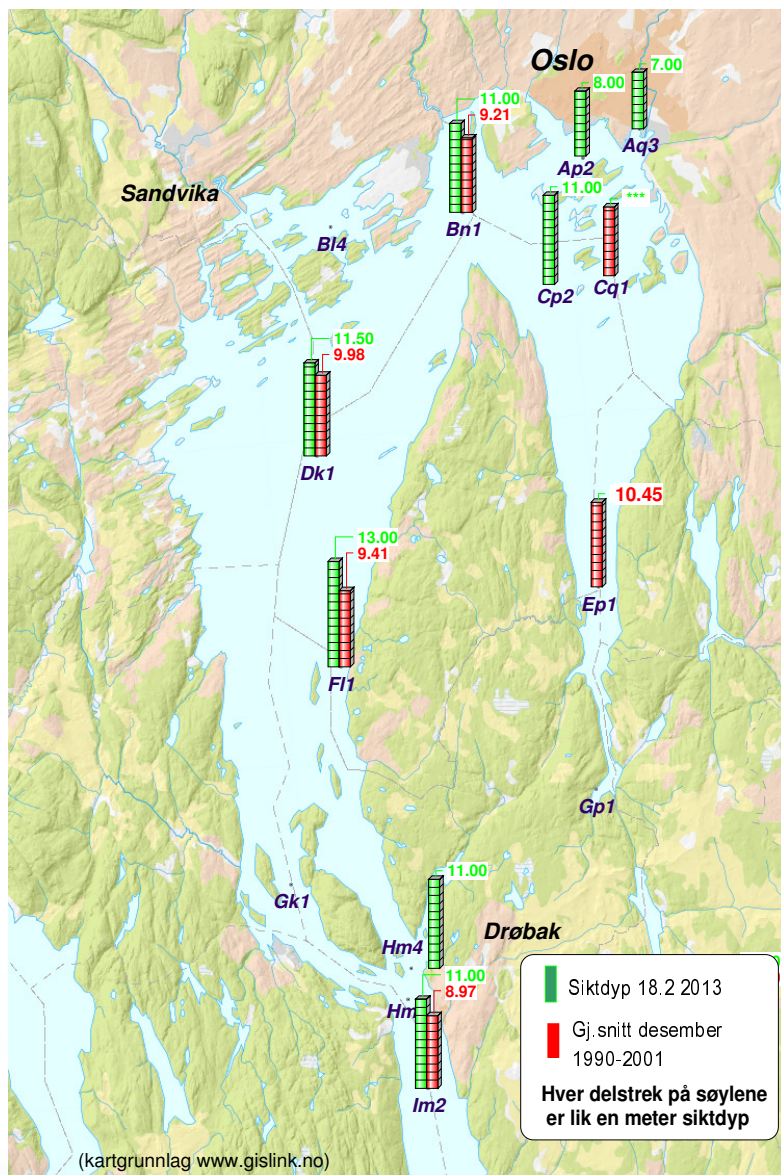 Oslo
7.00
8.00
Aq3
11.00
9.21
Ap2
Sandvika
11.00
***
Bn1
Bl4
Cq1
Cp2
11.50
9.98
Dk1
10.45
13.00
9.41
Ep1
Fl1
Gp1
11.00
Gk1
Drøbak
Hm4
11.00
8.97
Hm
Im2
Siktdyp 18.2 2013
Gj.snitt desember
1990-2001
Hver delstrek på søylene
er lik en meter siktdyp
(kartgrunnlag www.gislink.no)